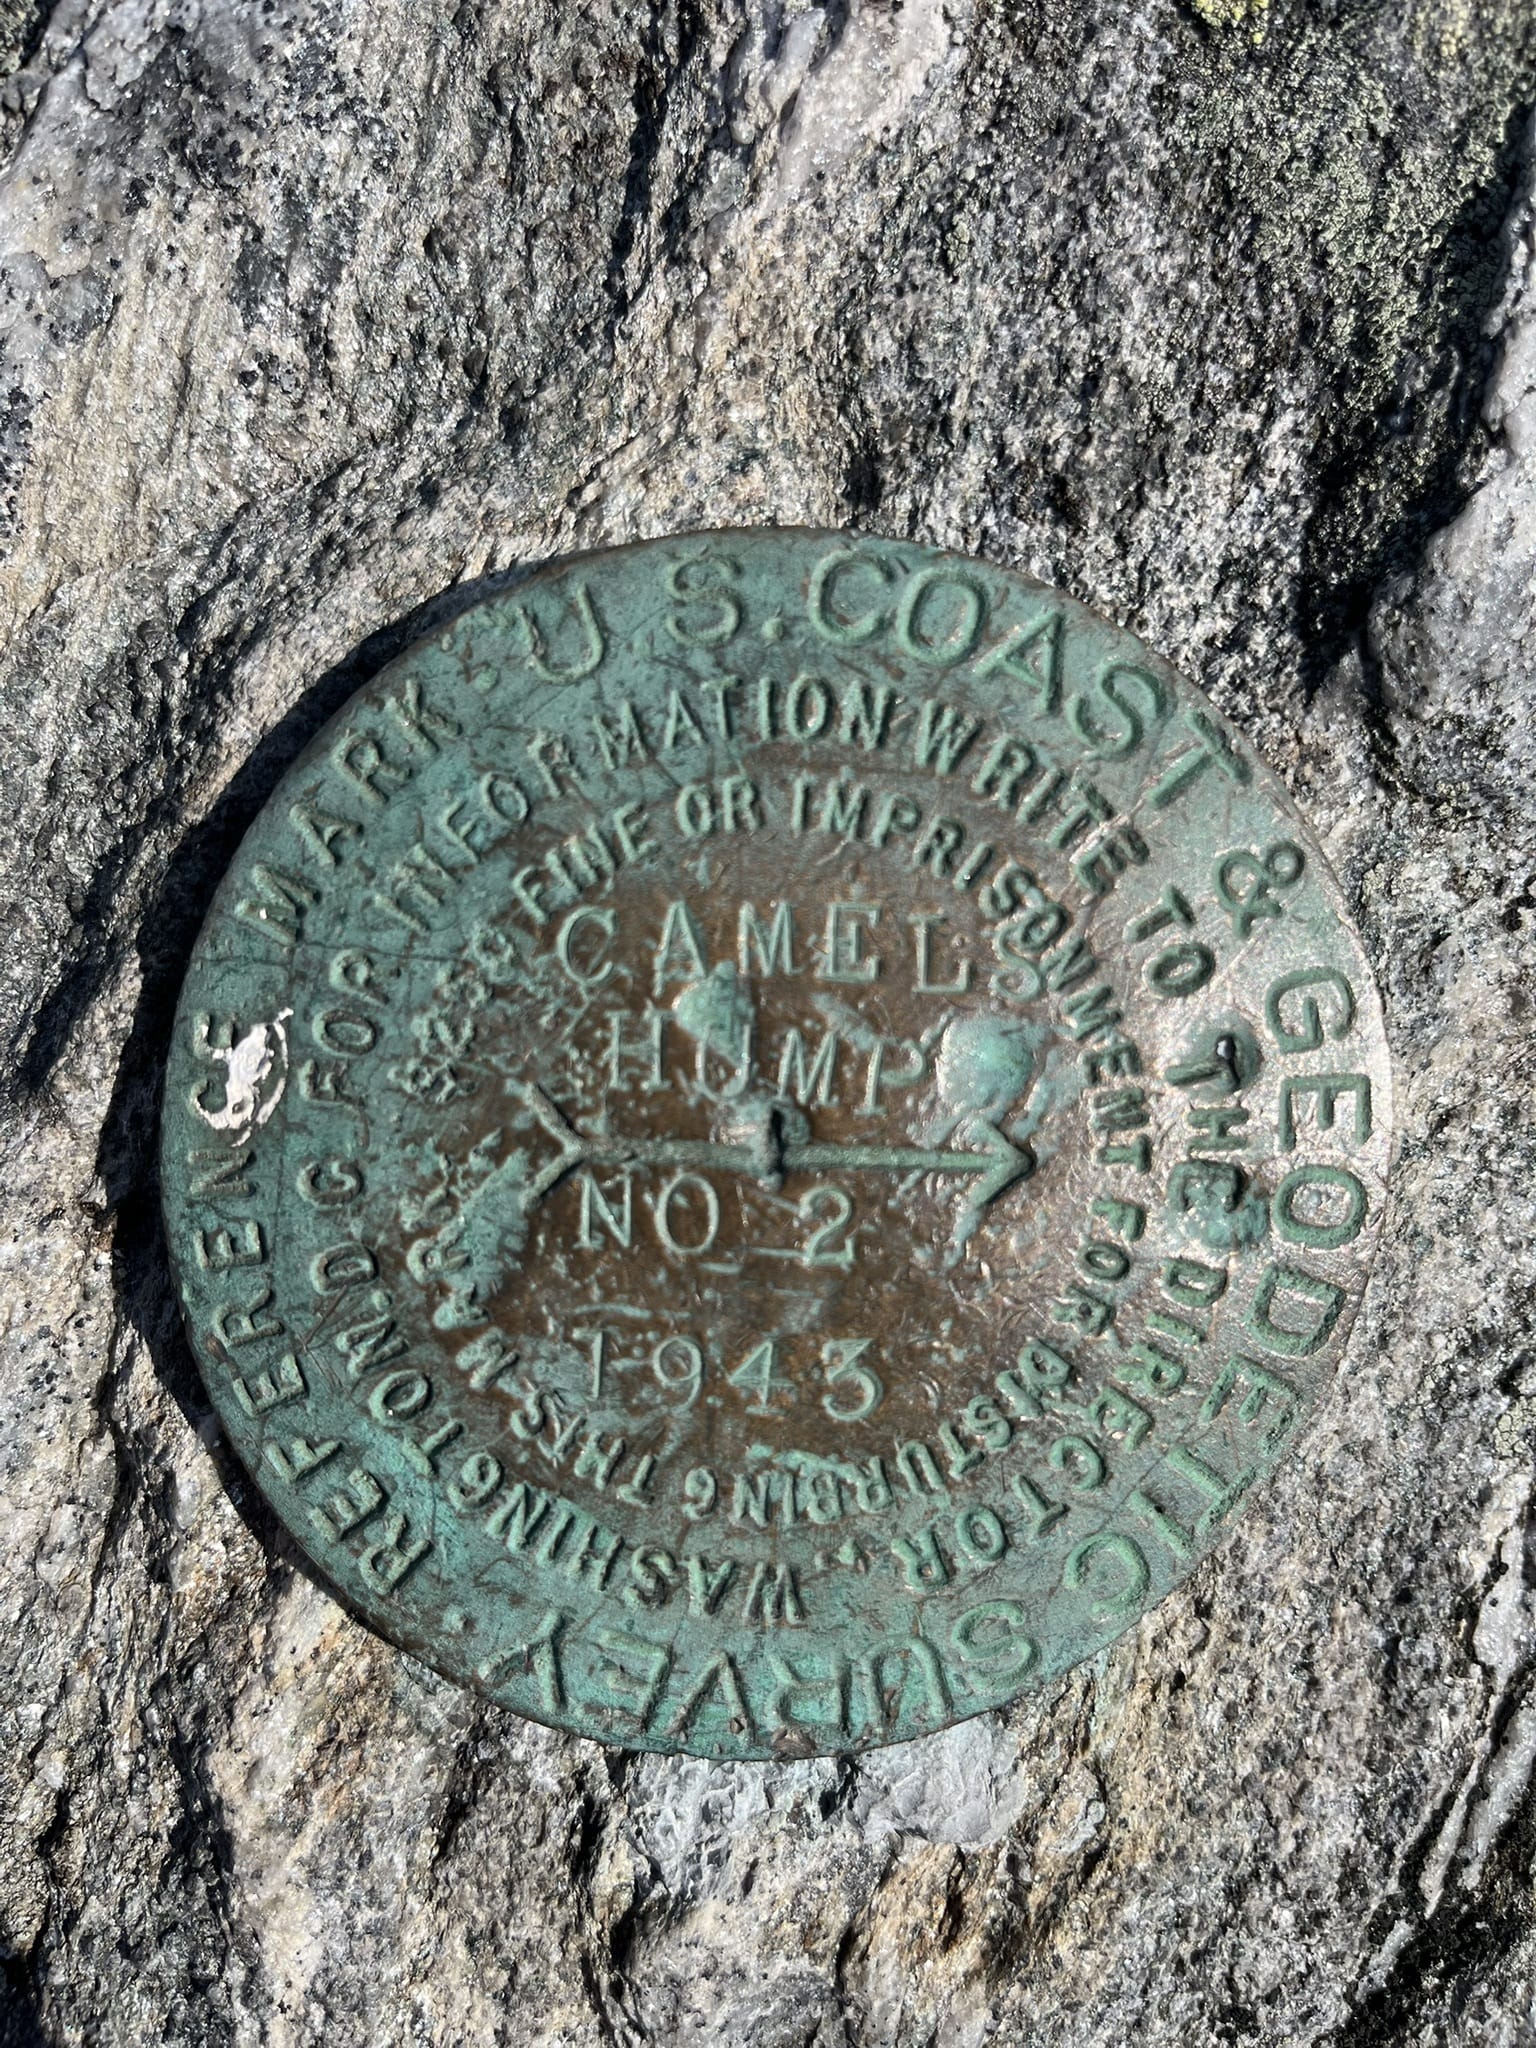 U.S. COAST & GEODETIC SURVEY
REFERENCE MARK
FOR INFORMATION WRITE TO THE DIRECTOR.
WASHINGTON, D.C.
FINE OR IMPRISONMENT FOR DISTURBING THIS MARK
CAMELS
HUMP
NO 2
1943